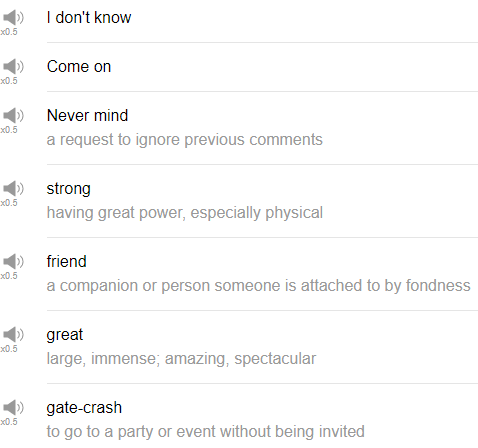 I don't know
x0.5
Come on
x0.5
Never mind
x0.5
a request to ignore previous comments
strong
x0.5
having great power, especially physical
friend
x0.5
a companion or person someone is attached to by fondness
great
x0.5
large, immense; amazing, spectacular
gate-crash
x0.5
to go to a party or event without being invited